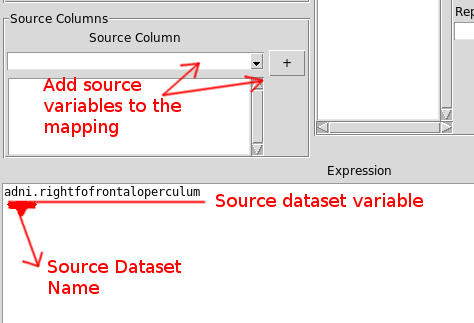 Source Columns
Rep
Source Column
+
Add source
variables to the
mapping
Expression
adni.rightfofrontaloperculum
Source dataset variable
Source Dataset
Name